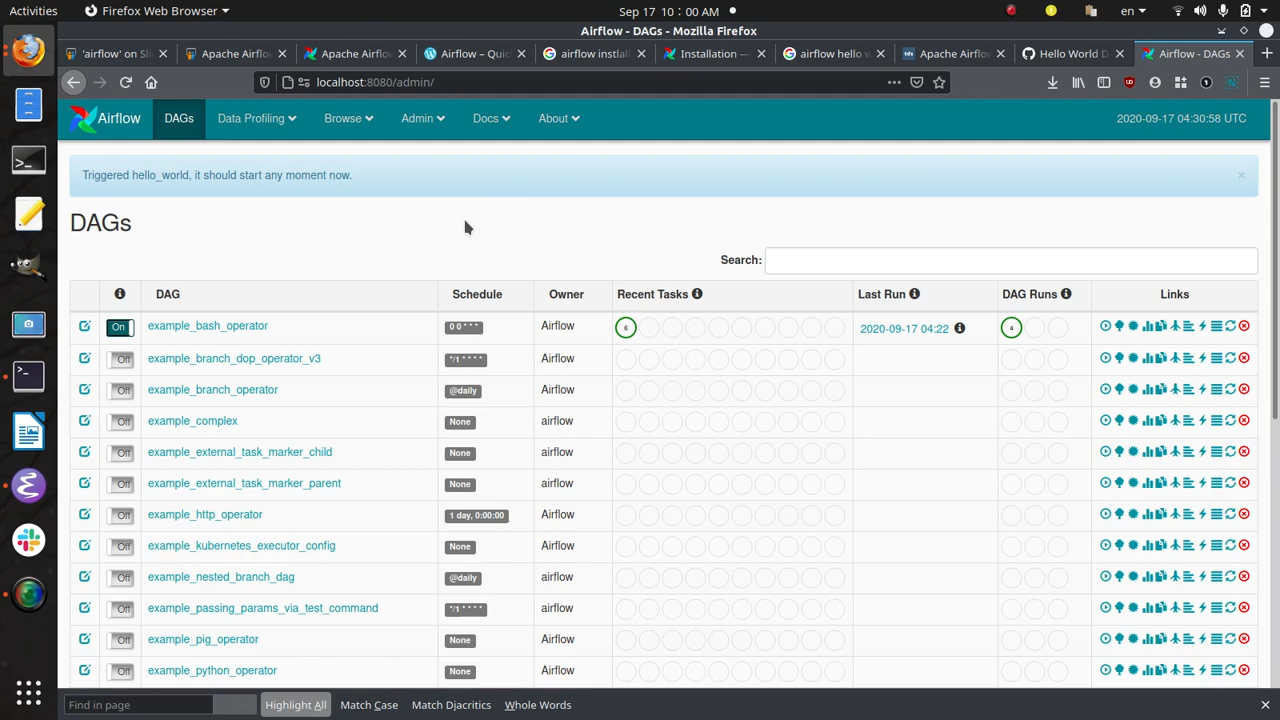 Activities Firefox Web Browser Sep 17 10:00 AM en
Airflow - DAGs - Mozilla Firefox
'airflow' on Sl Apache Airflo Apache Airflow Airflow – Quic airflow instlall Installation — airflow hello w Apache Airflo Hello World D Airflow - DAGs
localhost:8080/admin/
Airflow DAGs Data Profiling Browse Admin Docs About 2020-09-17 04:30:58 UTC
Triggered hello_world, it should start any moment now. ×
DAGs
Search:
DAG Schedule Owner Recent Tasks Last Run DAG Runs Links
On example_bash_operator 0 0 * * * Airflow 6 2020-09-17 04:22 4
Off example_branch_dop_operator_v3 */1 * * * * Airflow
Off example_branch_operator @daily Airflow
Off example_complex None airflow
Off example_external_task_marker_child None airflow
Off example_external_task_marker_parent None airflow
Off example_http_operator 1 day, 0:00:00 Airflow
Off example_kubernetes_executor_config None Airflow
Off example_nested_branch_dag @daily airflow
Off example_passing_params_via_test_command */1 * * * * airflow
Off example_pig_operator None Airflow
Off example_python_operator None Airflow
Find in page Highlight All Match Case Match Diacritics Whole Words